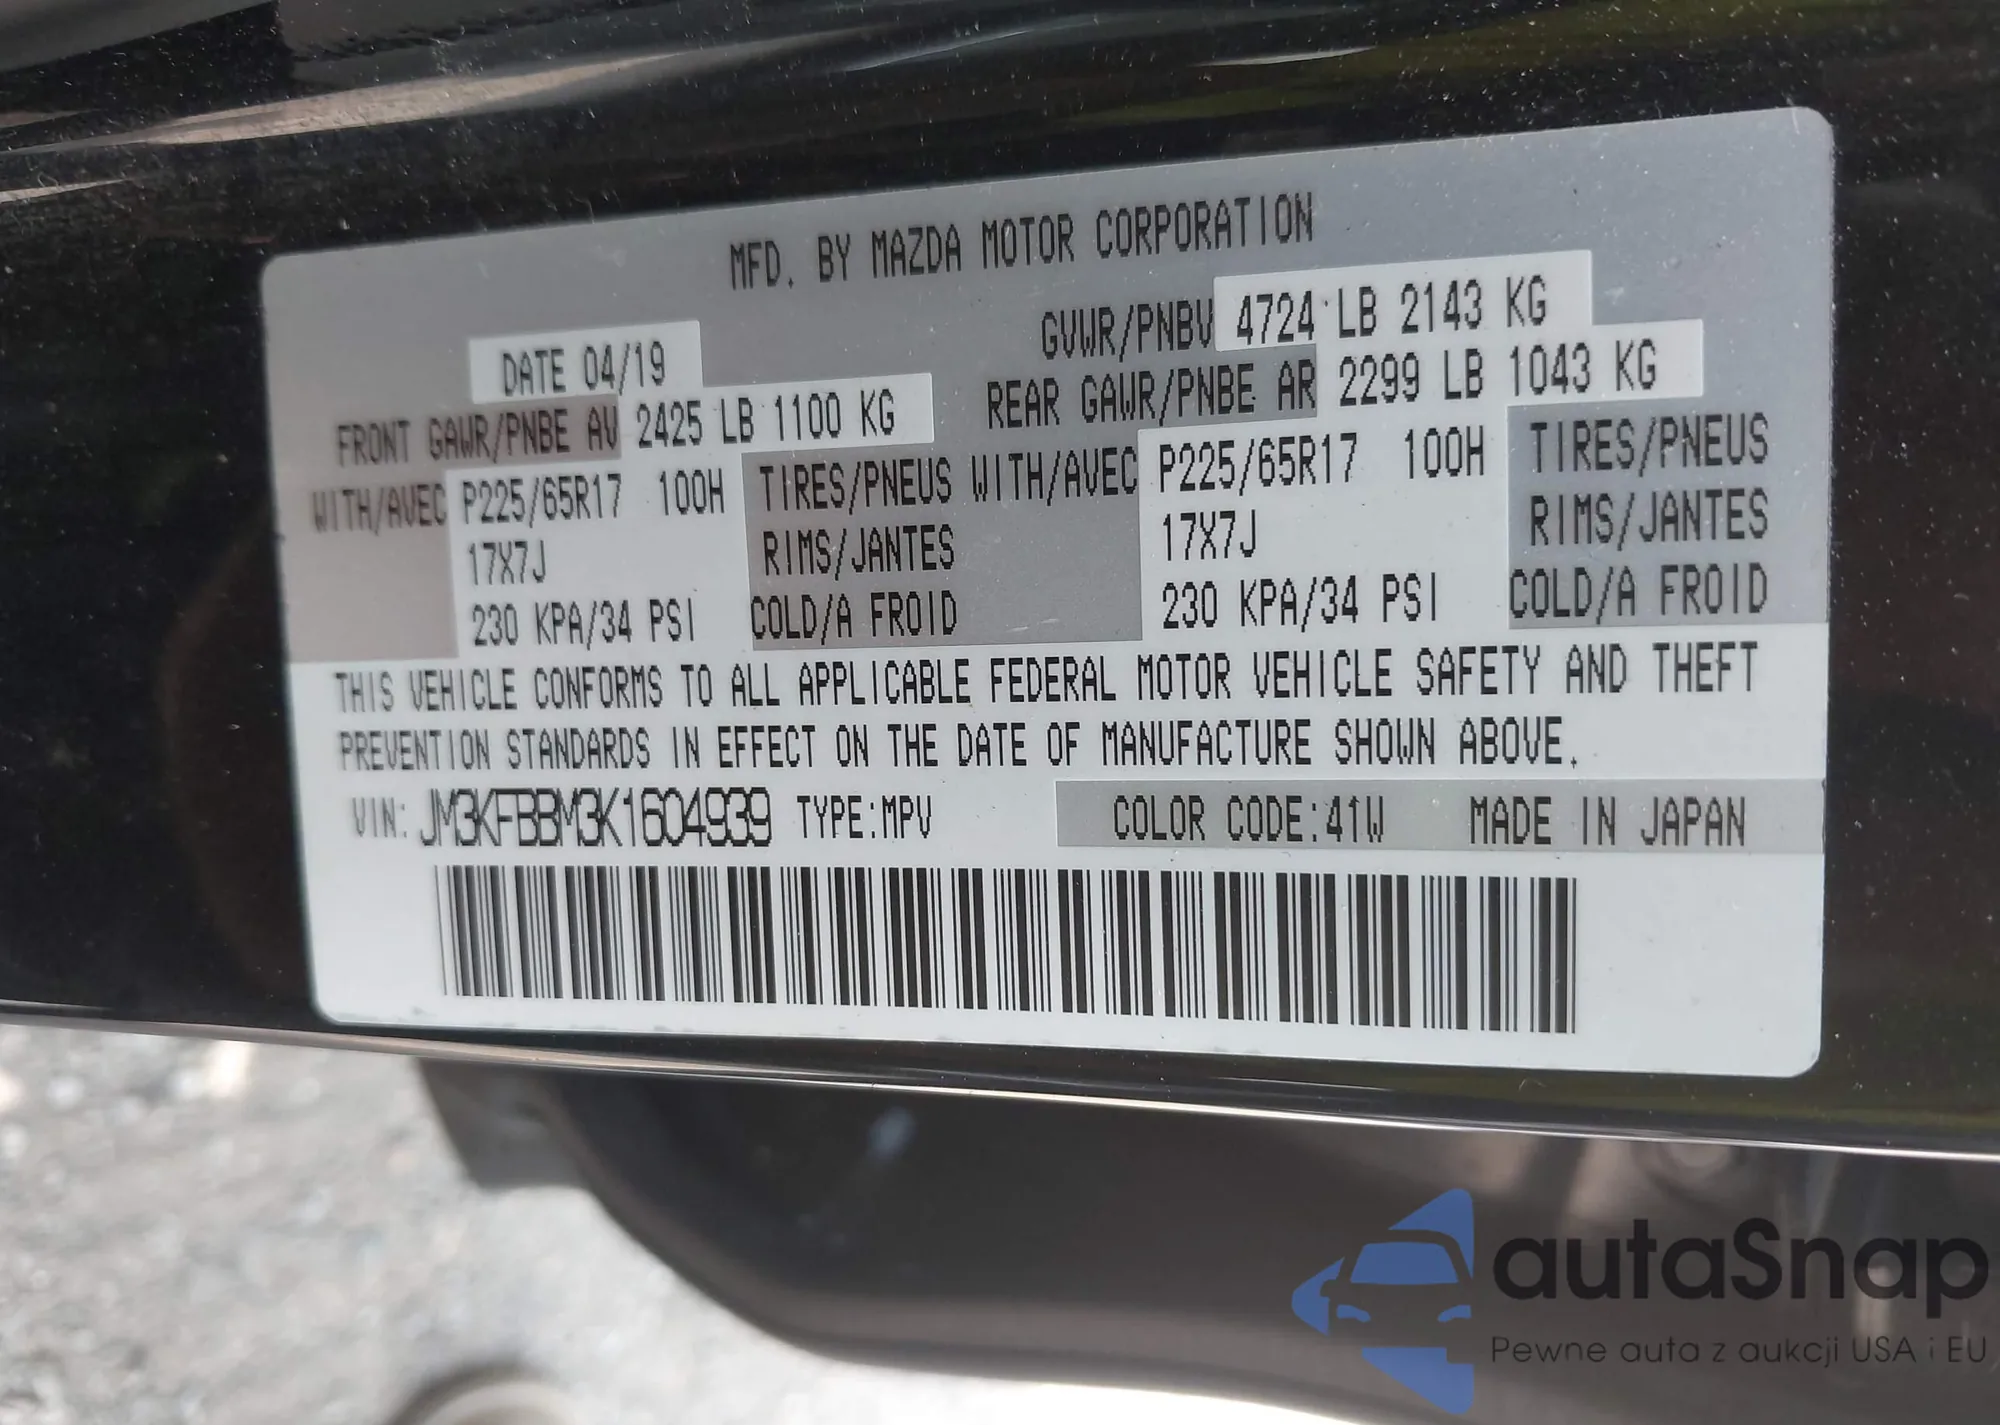 MFD. BY MAZDA MOTOR CORPORATION
DATE 04/19 GVWR/PNBV 4724 LB 2143 KG
FRONT GAWR/PNBE AV 2425 LB 1100 KG REAR GAWR/PNBE AR 2299 LB 1043 KG
WITH/AVEC P225/65R17 100H TIRES/PNEUS WITH/AVEC P225/65R17 100H TIRES/PNEUS
17X7J RIMS/JANTES 17X7J RIMS/JANTES
230 KPA/34 PSI COLD/A FROID 230 KPA/34 PSI COLD/A FROID
THIS VEHICLE CONFORMS TO ALL APPLICABLE FEDERAL MOTOR VEHICLE SAFETY AND THEFT
PREVENTION STANDARDS IN EFFECT ON THE DATE OF MANUFACTURE SHOWN ABOVE.
VIN: JM3KFBBM3K1604939 TYPE:MPV COLOR CODE:41W MADE IN JAPAN
autaSnap
Pewne auta z aukcji USA i EU